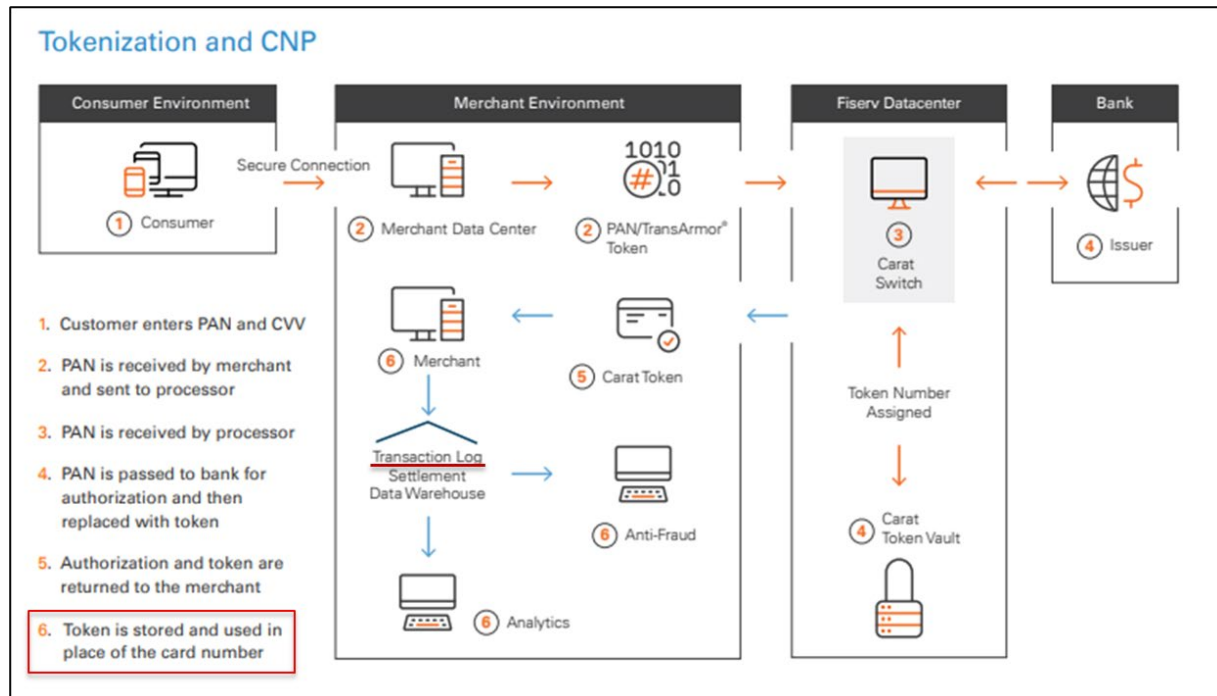 Tokenization and CNP
Consumer Environment
Merchant Environment
Fiserv Datacenter
Bank
Secure Connection
1 Consumer
2 Merchant Data Center
1010
01
#
0
2 PAN/TransArmor®
Token
3
Carat
Switch
4 Issuer
6 Merchant
5 Carat Token
Token Number
Assigned
Transaction Log
Settlement
Data Warehouse
6 Anti-Fraud
4 Carat
Token Vault
6 Analytics
1. Customer enters PAN and CVV
2. PAN is received by merchant
and sent to processor
3. PAN is received by processor
4. PAN is passed to bank for
authorization and then
replaced with token
5. Authorization and token are
returned to the merchant
6. Token is stored and used in
place of the card number